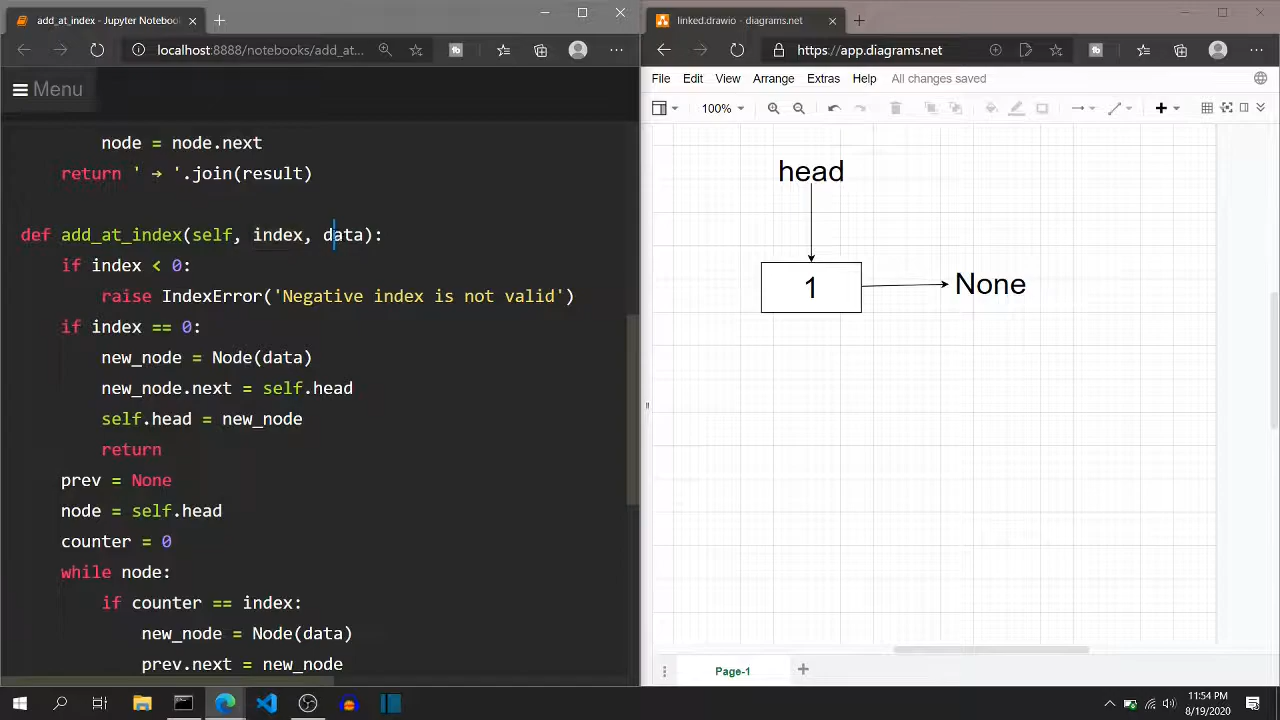 add_at_index - Jupyter Notebook
localhost:8888/notebooks/add_at...
Menu
node = node.next
return ' → '.join(result)
def add_at_index(self, index, data):
if index < 0:
raise IndexError('Negative index is not valid')
if index == 0:
new_node = Node(data)
new_node.next = self.head
self.head = new_node
return
prev = None
node = self.head
counter = 0
while node:
if counter == index:
new_node = Node(data)
prev.next = new_node
linked.drawio - diagrams.net
https://app.diagrams.net
File Edit View Arrange Extras Help All changes saved
100%
head
1
None
Page-1
11:54 PM
8/19/2020